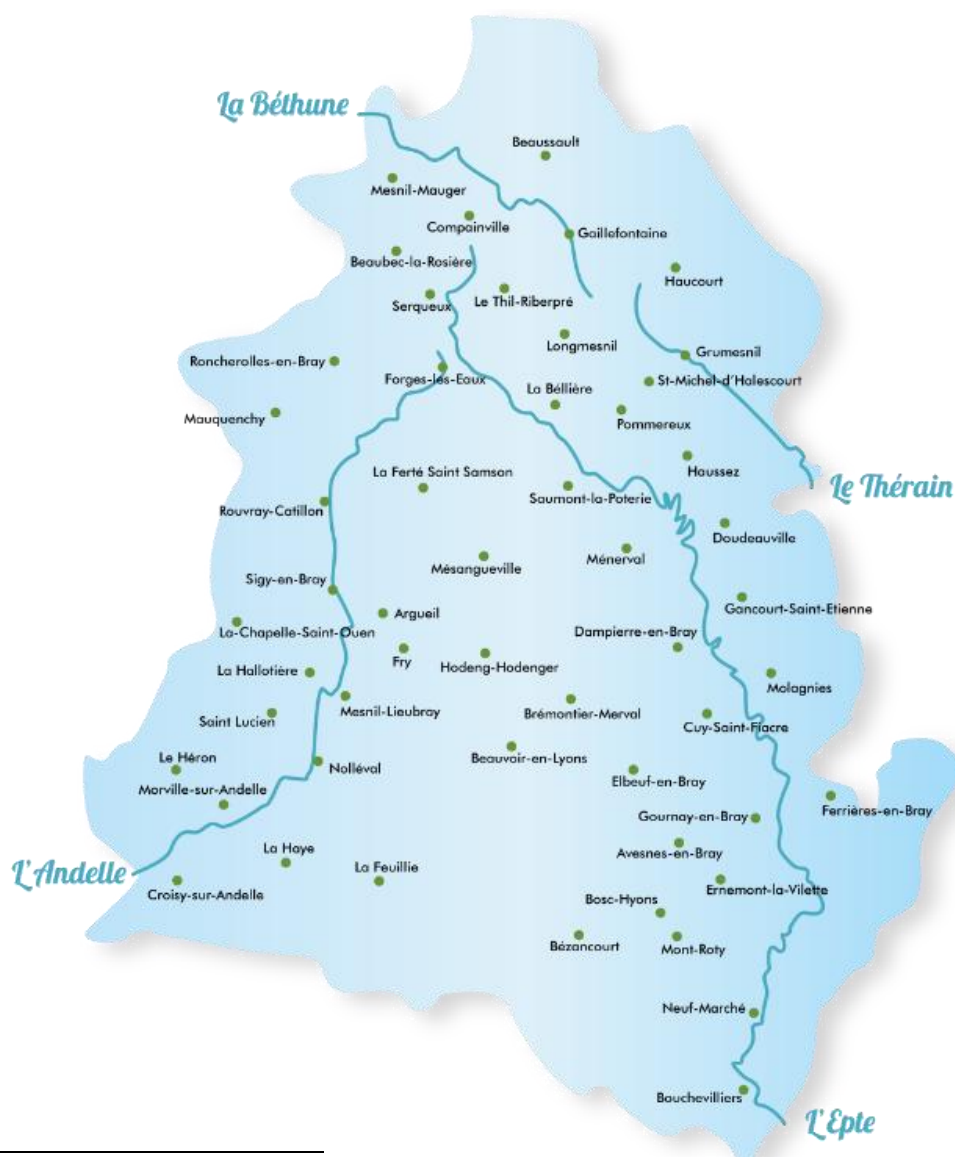 La Béthune
Beaussault
Mesnil-Mauger
Compainville
Gaillefontaine
Beaubec-la-Rosière
Haucourt
Serqueux
Le Thil-Riberpré
Longmesnil
Grumesnil
Roncherolles-en-Bray
Forges-les-Eaux
St-Michel-d'Halescourt
La Béllière
Mauquenchy
Pommereux
La Ferté Saint Samson
Haussez
Le Thérain
Saumont-la-Poterie
Rouvray-Catillon
Doudeauville
Mésangueville
Ménerval
Sigy-en-Bray
Gancourt-Saint-Etienne
Argueil
La-Chapelle-Saint-Ouen
Dampierre-en-Bray
Fry
Hodeng-Hodenger
La Hallotière
Molagnies
Mesnil-Lieubray
Brémontier-Merval
Saint Lucien
Cuy-Saint-Fiacre
Le Héron
Nolléval
Beauvoir-en-Lyons
Elbeuf-en-Bray
Morville-sur-Andelle
Ferrières-en-Bray
Gournay-en-Bray
La Haye
Avesnes-en-Bray
L'Andelle
La Feuillie
Croisy-sur-Andelle
Ernemont-la-Vilette
Bosc-Hyons
Bézancourt
Mont-Roty
Neuf-Marché
Bouchevilliers
L'Epte